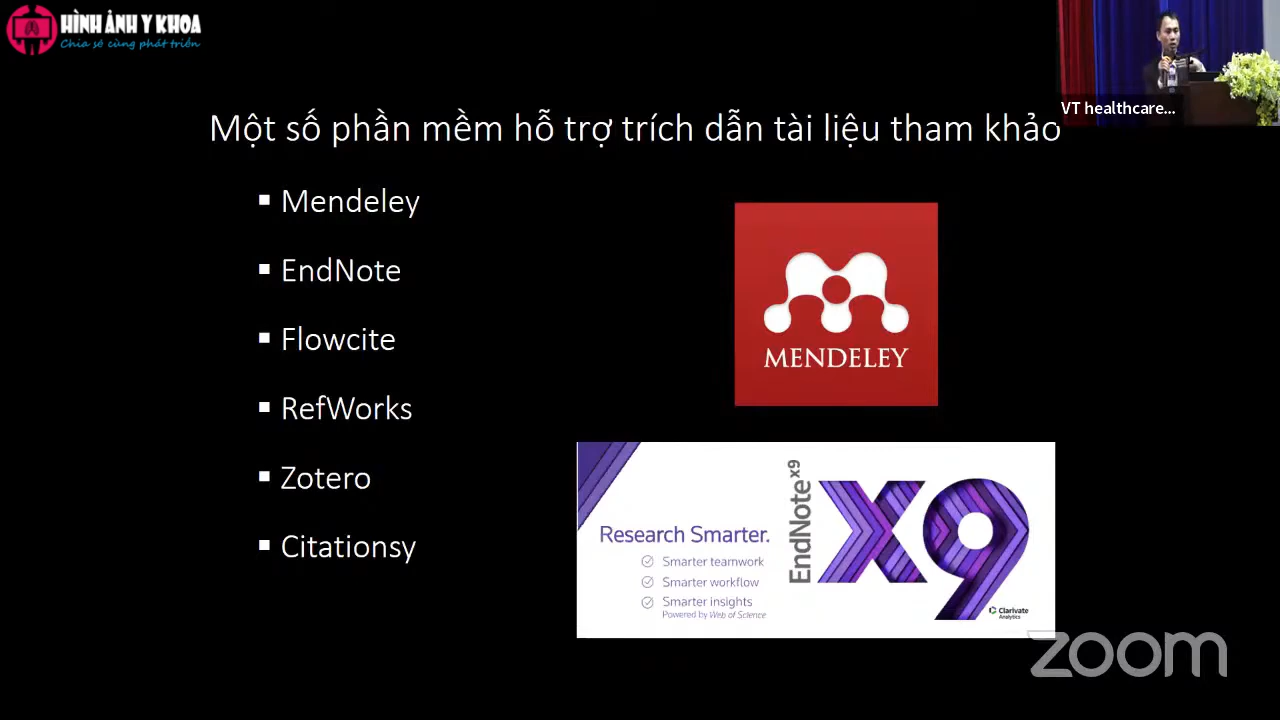 HÌNH ẢNH Y KHOA
Chia sẻ cùng phát triển
VT healthcare...
Một số phần mềm hỗ trợ trích dẫn tài liệu tham khảo
▪ Mendeley
▪ EndNote
▪ Flowcite
▪ RefWorks
▪ Zotero
▪ Citationsy
MENDELEY
Research Smarter.
Smarter teamwork
Smarter workflow
Smarter insights
Powered by Web of Science
EndNote X9
X9
Clarivate
Analytics
zoom